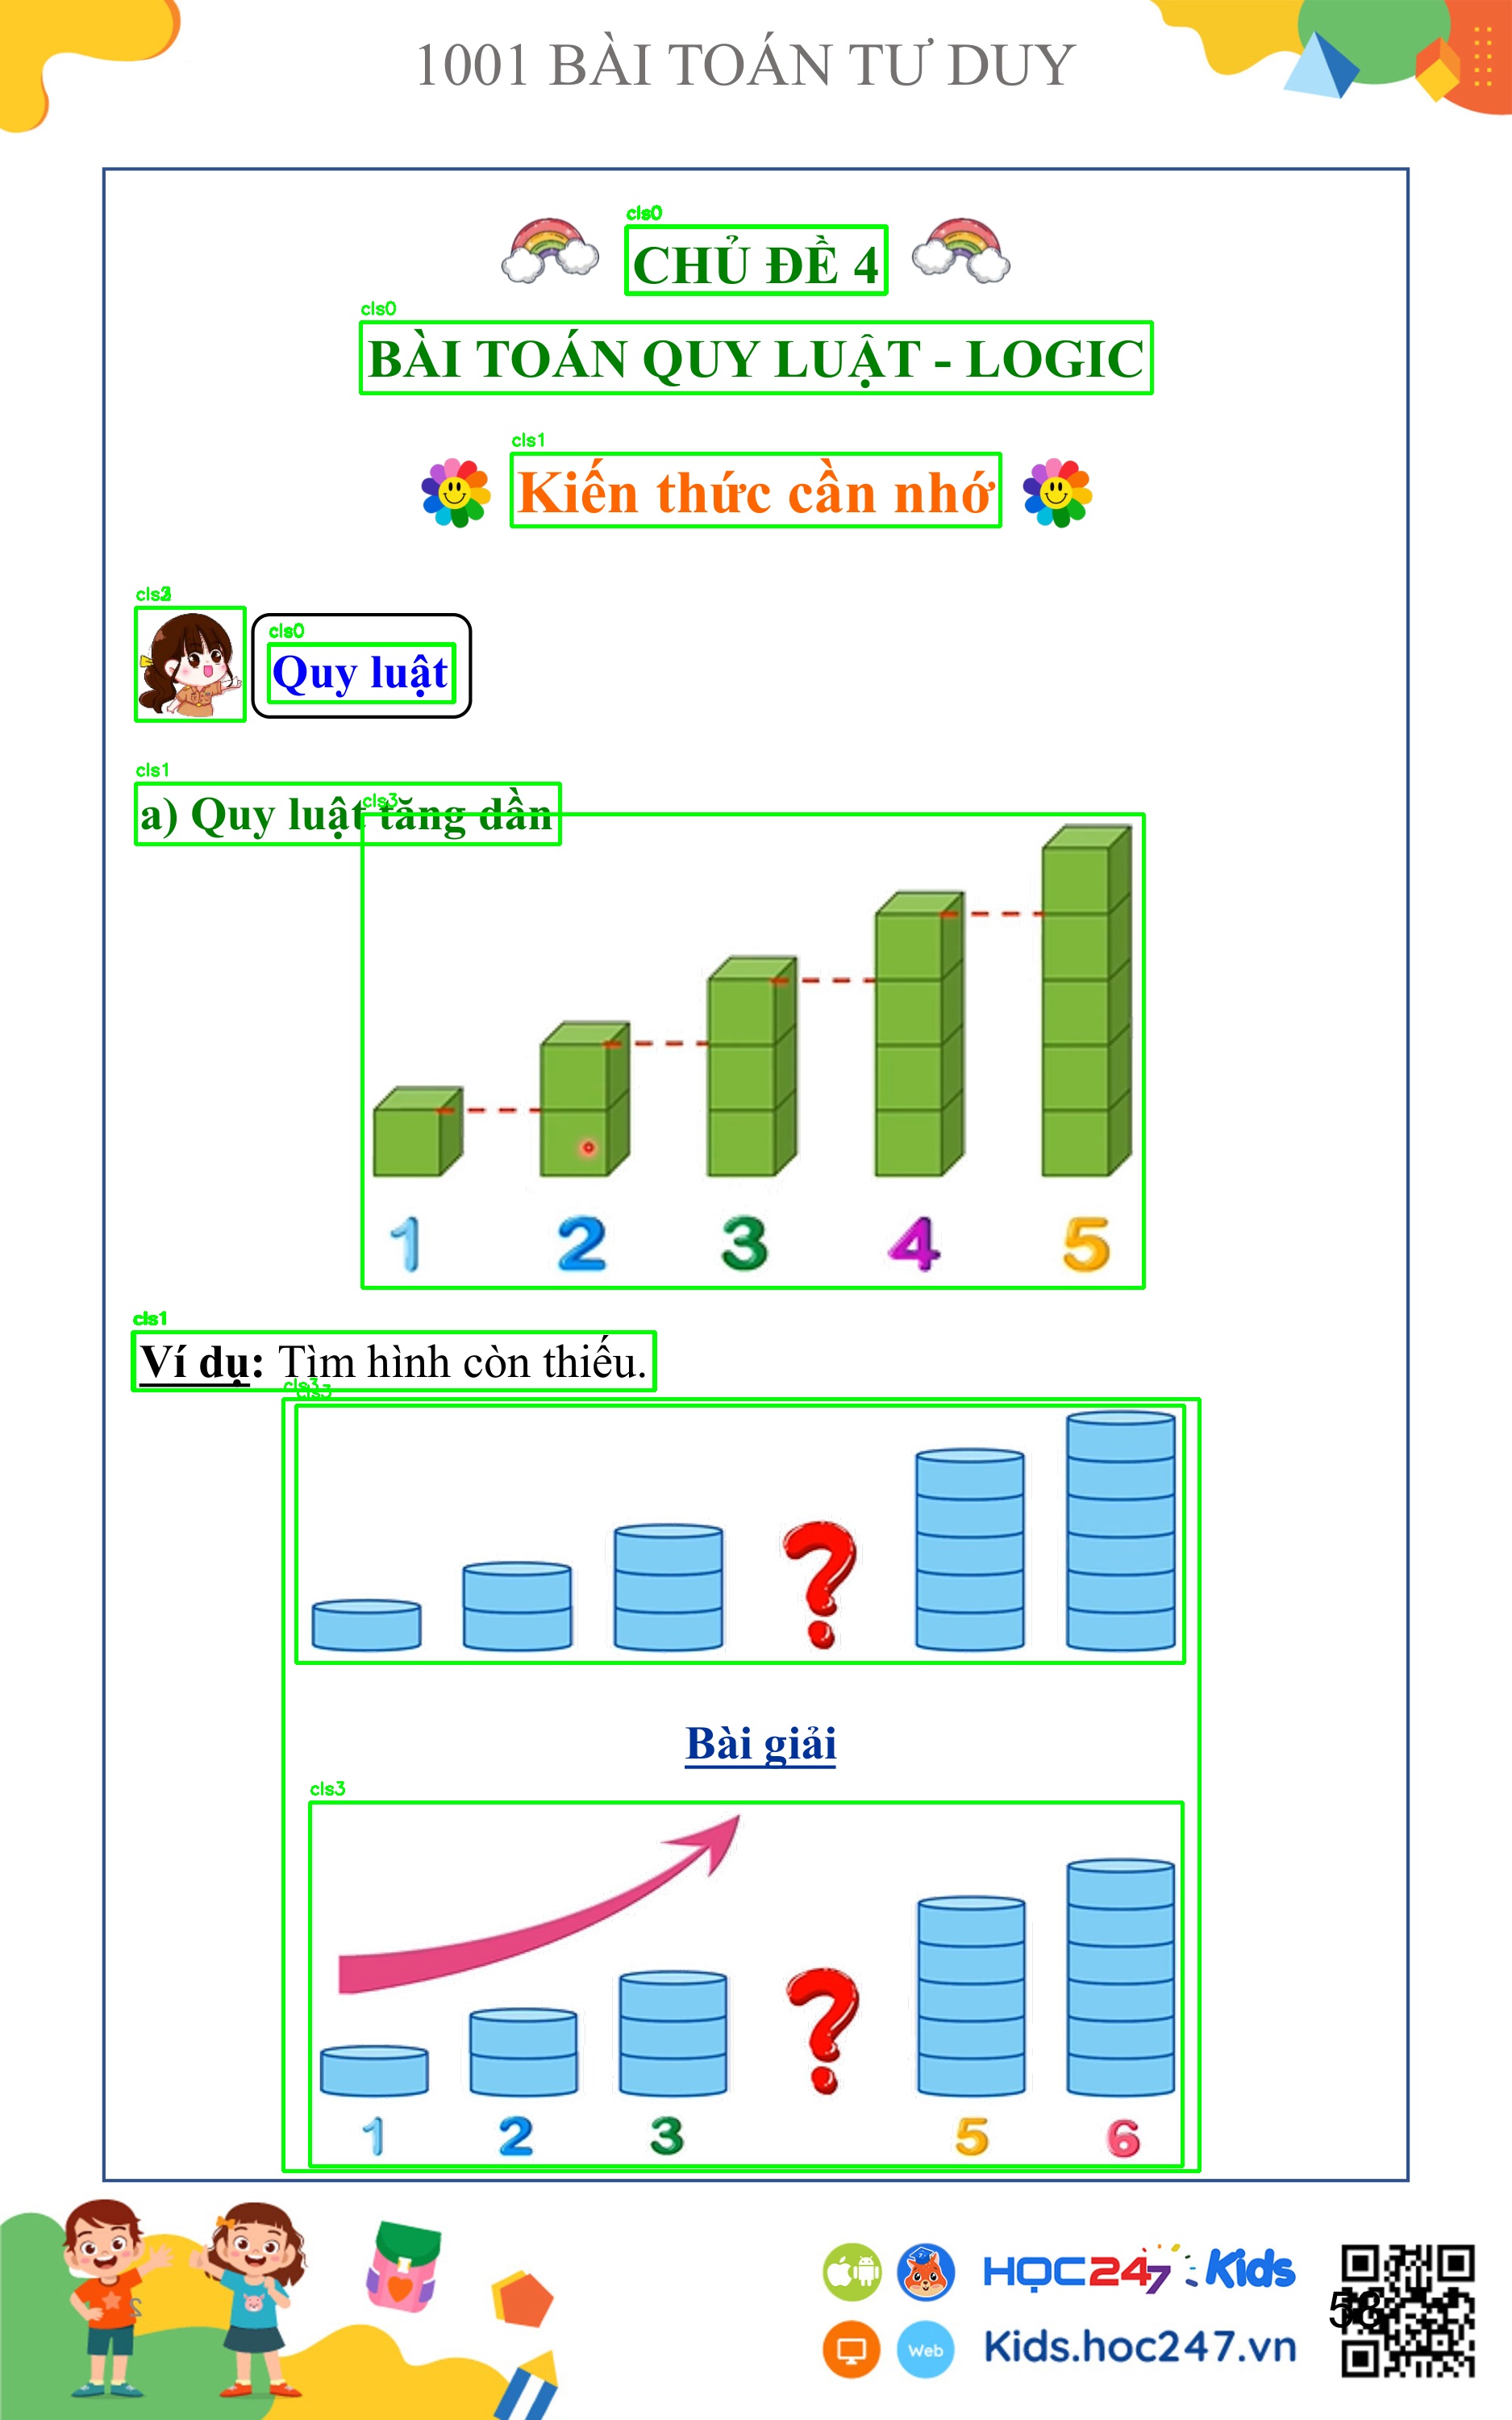 1001 BÀI TOÁN TƯ DUY
cls0
CHỦ ĐỀ 4
cls0
BÀI TOÁN QUY LUẬT - LOGIC
cls1
Kiến thức cần nhớ
cls0
Quy luật
cls1
a) Quy luật tăng dần
cls3
1 2 3 4 5
cls1
Ví dụ: Tìm hình còn thiếu.
cls3
cls3
?
Bài giải
cls3
?
1 2 3 5 6
HỌC247 Kids
Web
Kids.hoc247.vn
58